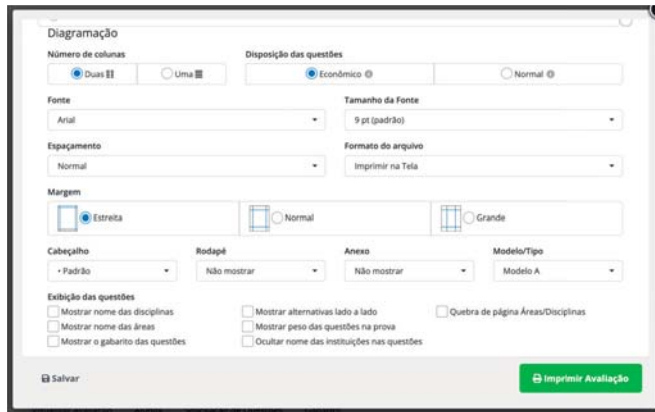 Diagramação
Número de colunas Disposição das questões
Duas Uma Econômico Normal
Fonte Tamanho da Fonte
Arial 9 pt (padrão)
Espaçamento Formato do arquivo
Normal Imprimir na Tela
Margem
Estreita Normal Grande
Cabeçalho Rodapé Anexo Modelo/Tipo
• Padrão Não mostrar Não mostrar Modelo A
Exibição das questões
Mostrar nome das disciplinas Mostrar alternativas lado a lado Quebra de página Áreas/Disciplinas
Mostrar nome das áreas Mostrar peso das questões na prova
Mostrar o gabarito das questões Ocultar nome das instituições nas questões
Salvar Imprimir Avaliação